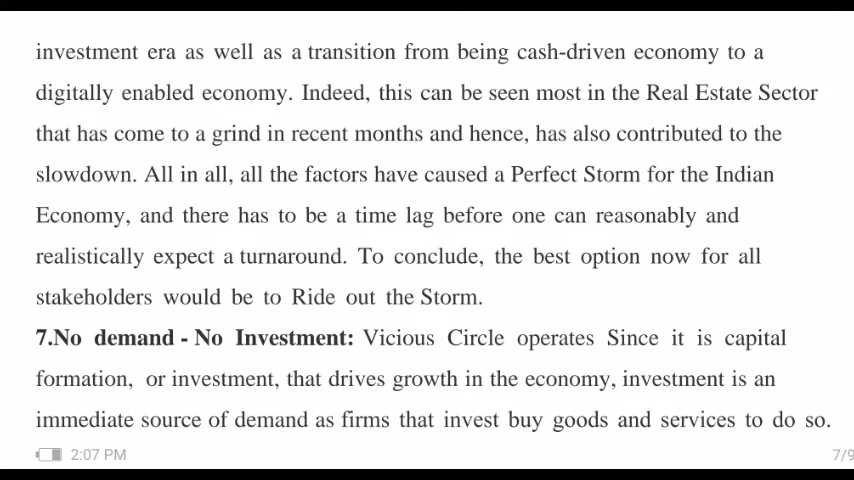 investment era as well as a transition from being cash-driven economy to a
digitally enabled economy. Indeed, this can be seen most in the Real Estate Sector
that has come to a grind in recent months and hence, has also contributed to the
slowdown. All in all, all the factors have caused a Perfect Storm for the Indian
Economy, and there has to be a time lag before one can reasonably and
realistically expect a turnaround. To conclude, the best option now for all
stakeholders would be to Ride out the Storm.
7.No demand - No Investment: Vicious Circle operates Since it is capital
formation, or investment, that drives growth in the economy, investment is an
immediate source of demand as firms that invest buy goods and services to do so.
2:07 PM 7/9